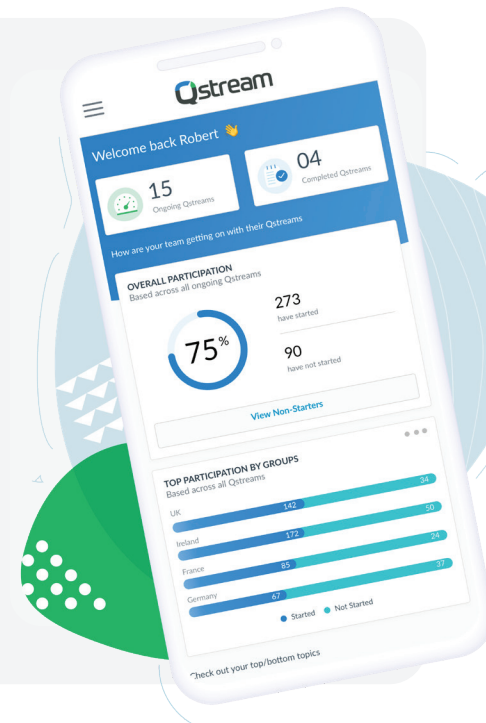 Qstream
Welcome back Robert 👋
15
Ongoing Qstreams
04
Completed Qstreams
How are your team getting on with their Qstreams
OVERALL PARTICIPATION
Based across all ongoing Qstreams
75%
273
have started
90
have not started
View Non-Starters
TOP PARTICIPATION BY GROUPS
Based across all Qstreams
UK
142 34
Ireland
172 50
France
85 24
Germany
67 37
Started Not Started
Check out your top/bottom topics